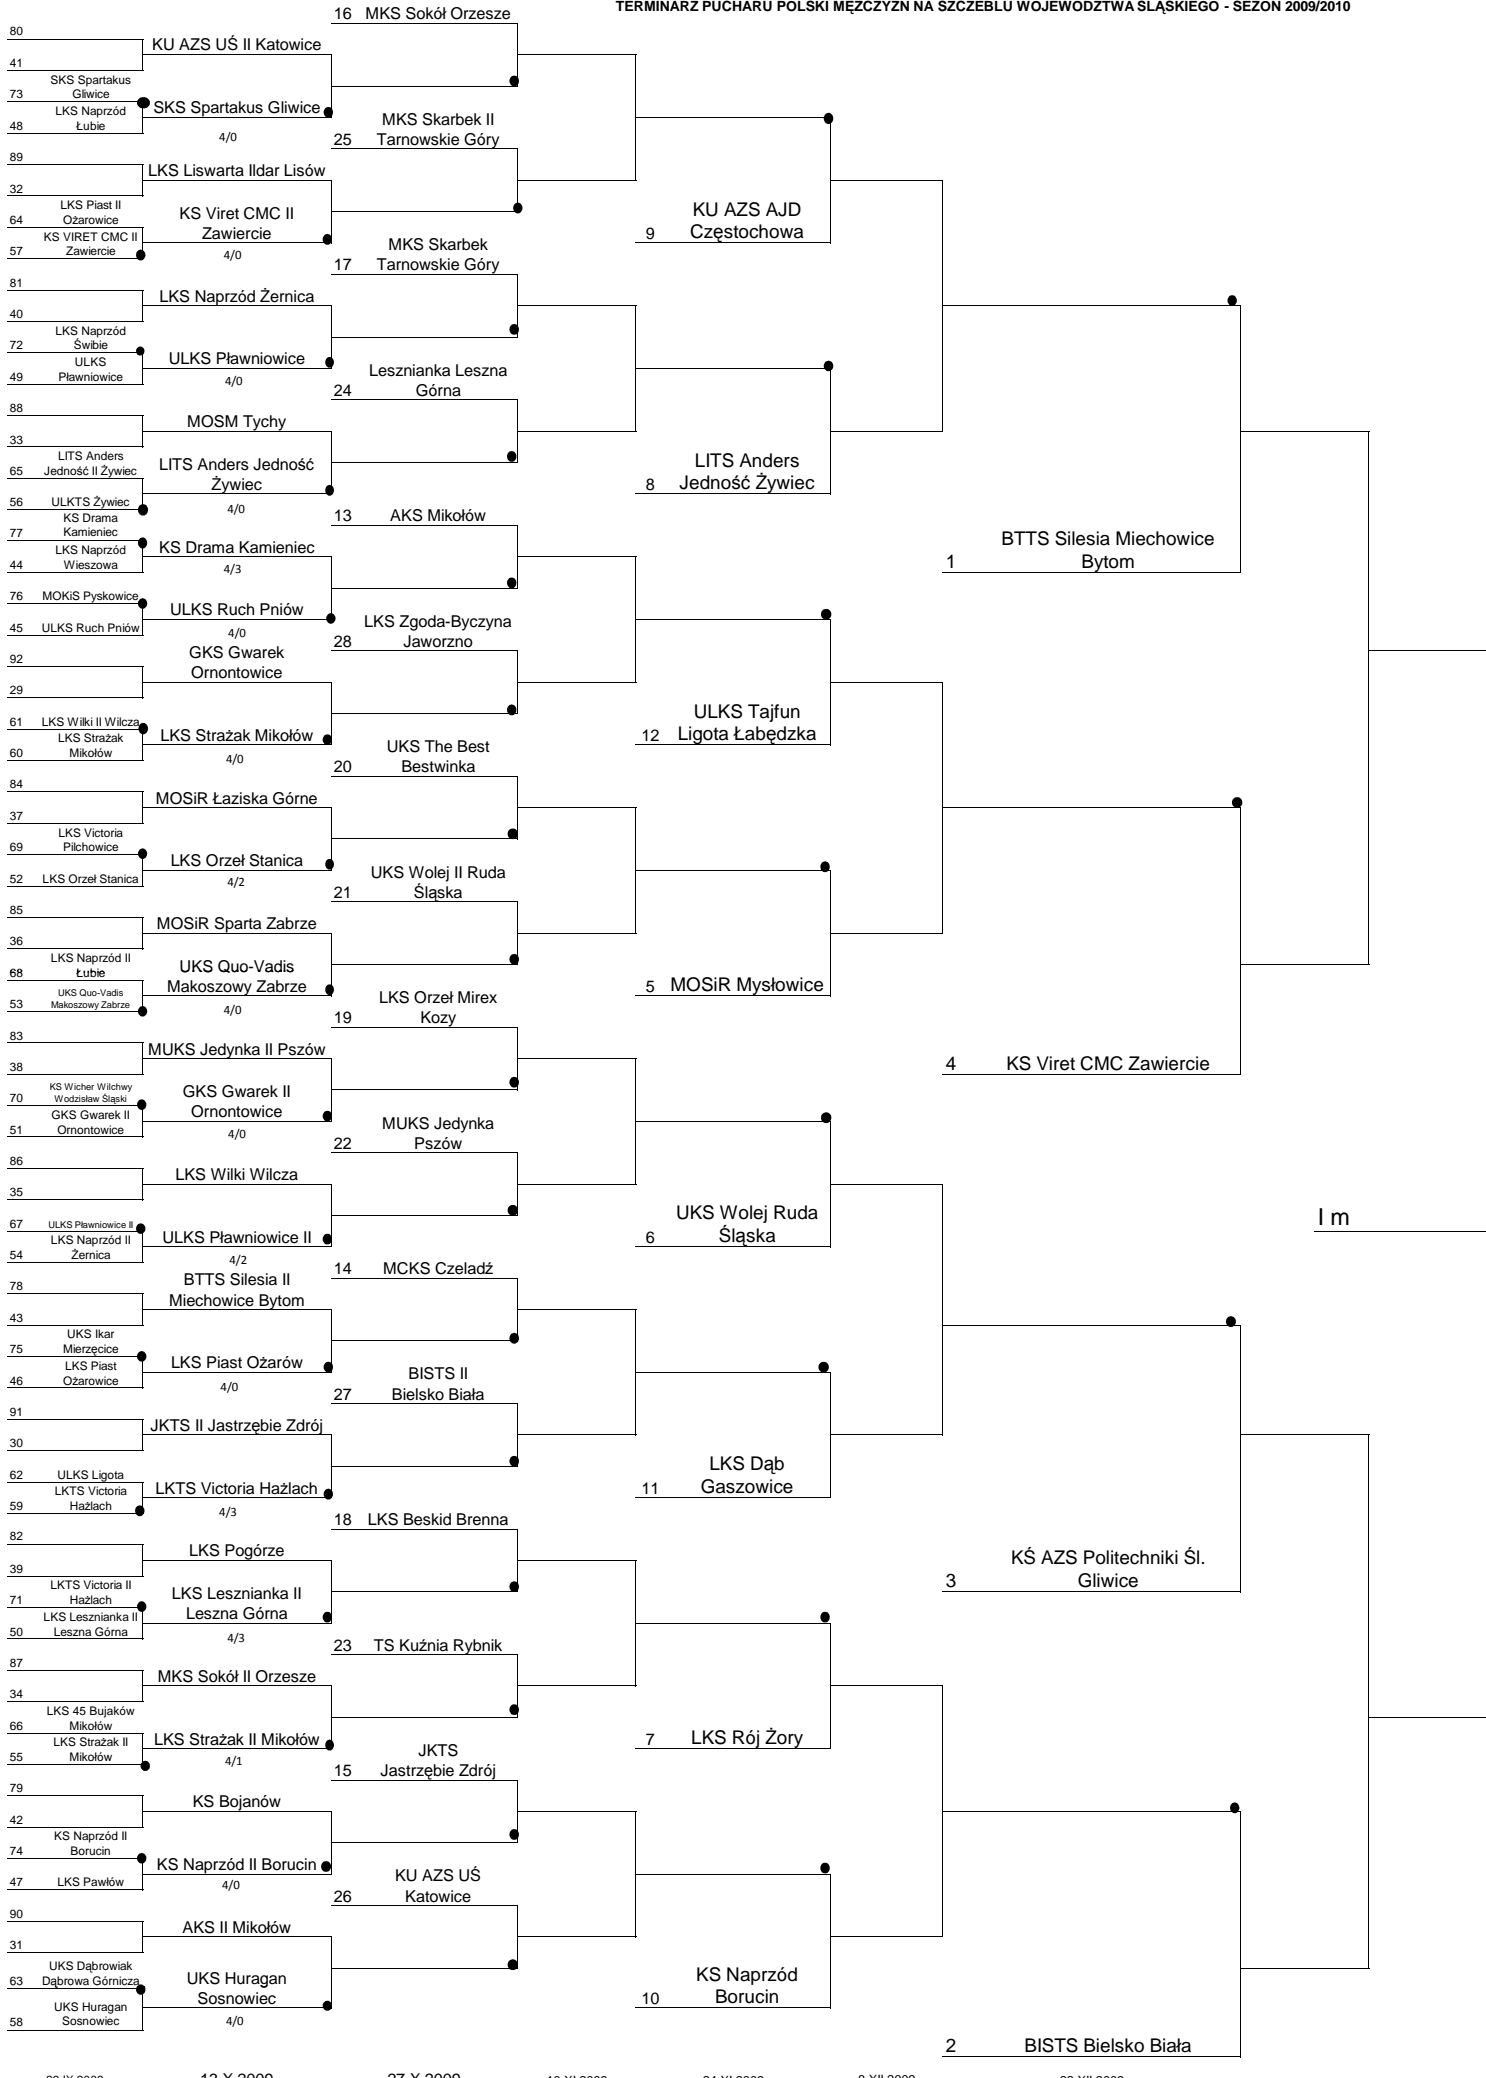 TERMINARZ PUCHARU POLSKI MĘŻCZYZN NA SZCZEBLU WOJEWÓDZTWA ŚLĄSKIEGO - SEZON 2009/2010
80
41
SKS Spartakus
Gliwice
73
LKS Naprzód
Łubie
48
89
32
LKS Piast II
Ożarowice
64
KS VIRET CMC II
Zawiercie
57
81
40
LKS Naprzód
Świbie
72
ULKS
Pławniowice
49
88
33
LITS Anders
Jedność II Żywiec
65
56 ULKTS Żywiec
KS Drama
Kamieniec
77
LKS Naprzód
Wieszowa
44
76 MOKiS Pyskowice
45 ULKS Ruch Pniów
92
29
61 LKS Wilki II Wilcza
LKS Strażak
Mikołów
60
84
37
LKS Victoria
Pilchowice
69
52 LKS Orzeł Stanica
85
36
LKS Naprzód II
Łubie
68
UKS Quo-Vadis
Makoszowy Zabrze
53
83
38
KS Wicher Wilchwy
Wodzisław Śląski
70
GKS Gwarek II
Ornontowice
51
86
35
67 ULKS Pławniowice II
LKS Naprzód II
Żernica
54
78
43
UKS Ikar
Mierzęcice
75
LKS Piast
Ożarowice
46
91
30
62 ULKS Ligota
LKTS Victoria
Hażlach
59
82
39
LKTS Victoria II
Hażlach
71
LKS Lesznianka II
Leszna Górna
50
87
34
LKS 45 Bujaków
Mikołów
66
LKS Strażak II
Mikołów
55
79
42
KS Naprzód II
Borucin
74
47 LKS Pawłów
90
31
UKS Dąbrowiak
Dąbrowa Górnicza
63
UKS Huragan
Sosnowiec
58
KU AZS UŚ II Katowice
SKS Spartakus Gliwice
4/0
LKS Liswarta Ildar Lisów
KS Viret CMC II
Zawiercie
4/0
LKS Naprzód Żernica
ULKS Pławniowice
4/0
MOSM Tychy
LITS Anders Jedność
Żywiec
4/0
KS Drama Kamieniec
4/3
ULKS Ruch Pniów
4/0
GKS Gwarek
Ornontowice
LKS Strażak Mikołów
4/0
MOSiR Łaziska Górne
LKS Orzeł Stanica
4/2
MOSiR Sparta Zabrze
UKS Quo-Vadis
Makoszowy Zabrze
4/0
MUKS Jedynka II Pszów
GKS Gwarek II
Ornontowice
4/0
LKS Wilki Wilcza
ULKS Pławniowice II
4/2
BTTS Silesia II
Miechowice Bytom
LKS Piast Ożarów
4/0
JKTS II Jastrzębie Zdrój
LKTS Victoria Hażlach
4/3
LKS Pogórze
LKS Lesznianka II
Leszna Górna
4/3
MKS Sokół II Orzesze
LKS Strażak II Mikołów
4/1
KS Bojanów
KS Naprzód II Borucin
4/0
AKS II Mikołów
UKS Huragan
Sosnowiec
4/0
16 MKS Sokół Orzesze
MKS Skarbek II
25 Tarnowskie Góry
MKS Skarbek
17 Tarnowskie Góry
Lesznianka Leszna
24 Górna
13 AKS Mikołów
LKS Zgoda-Byczyna
28 Jaworzno
UKS The Best
20 Bestwinka
UKS Wolej II Ruda
21 Śląska
LKS Orzeł Mirex
19 Kozy
MUKS Jedynka
22 Pszów
14 MCKS Czeladź
BISTS II
27 Bielsko Biała
18 LKS Beskid Brenna
23 TS Kuźnia Rybnik
JKTS
15 Jastrzębie Zdrój
KU AZS UŚ
26 Katowice
KU AZS AJD
9 Częstochowa
LITS Anders
8 Jedność Żywiec
ULKS Tajfun
12 Ligota Łabędzka
5 MOSiR Mysłowice
UKS Wolej Ruda
6 Śląska
LKS Dąb
11 Gaszowice
7 LKS Rój Żory
KS Naprzód
10 Borucin
BTTS Silesia Miechowice
1 Bytom
4 KS Viret CMC Zawiercie
KŚ AZS Politechniki Śl.
3 Gliwice
2 BISTS Bielsko Biała
I m
13 X 2009 27 X 2009